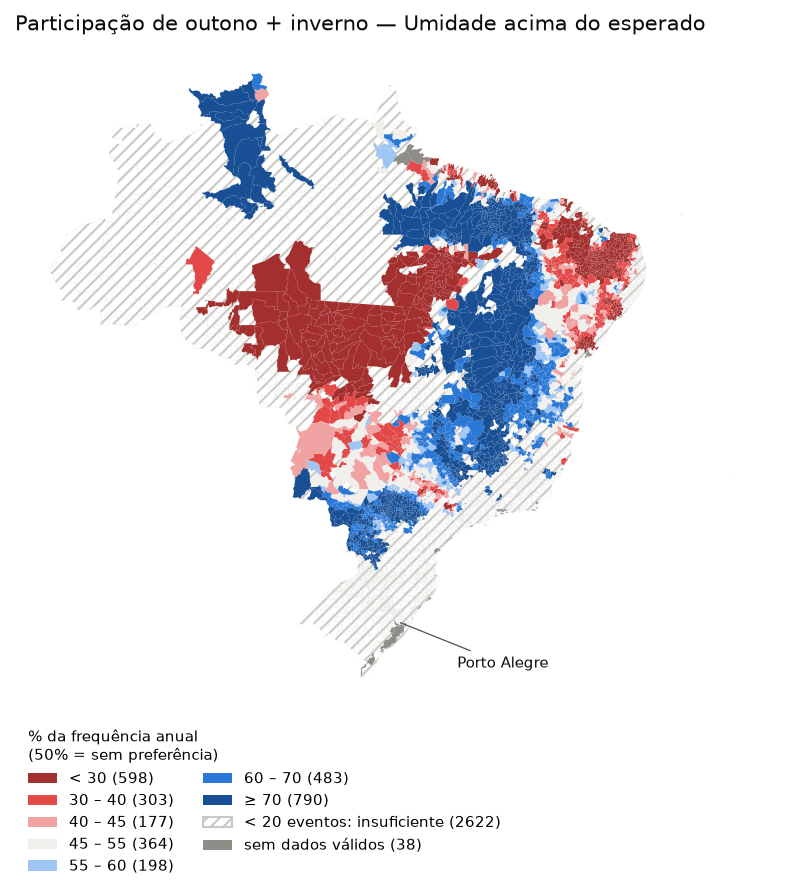 Participação de outono + inverno — Umidade acima do esperado
Porto Alegre
% da frequência anual
(50% = sem preferência)
< 30 (598)
30 – 40 (303)
40 – 45 (177)
45 – 55 (364)
55 – 60 (198)
60 – 70 (483)
≥ 70 (790)
< 20 eventos: insuficiente (2622)
sem dados válidos (38)